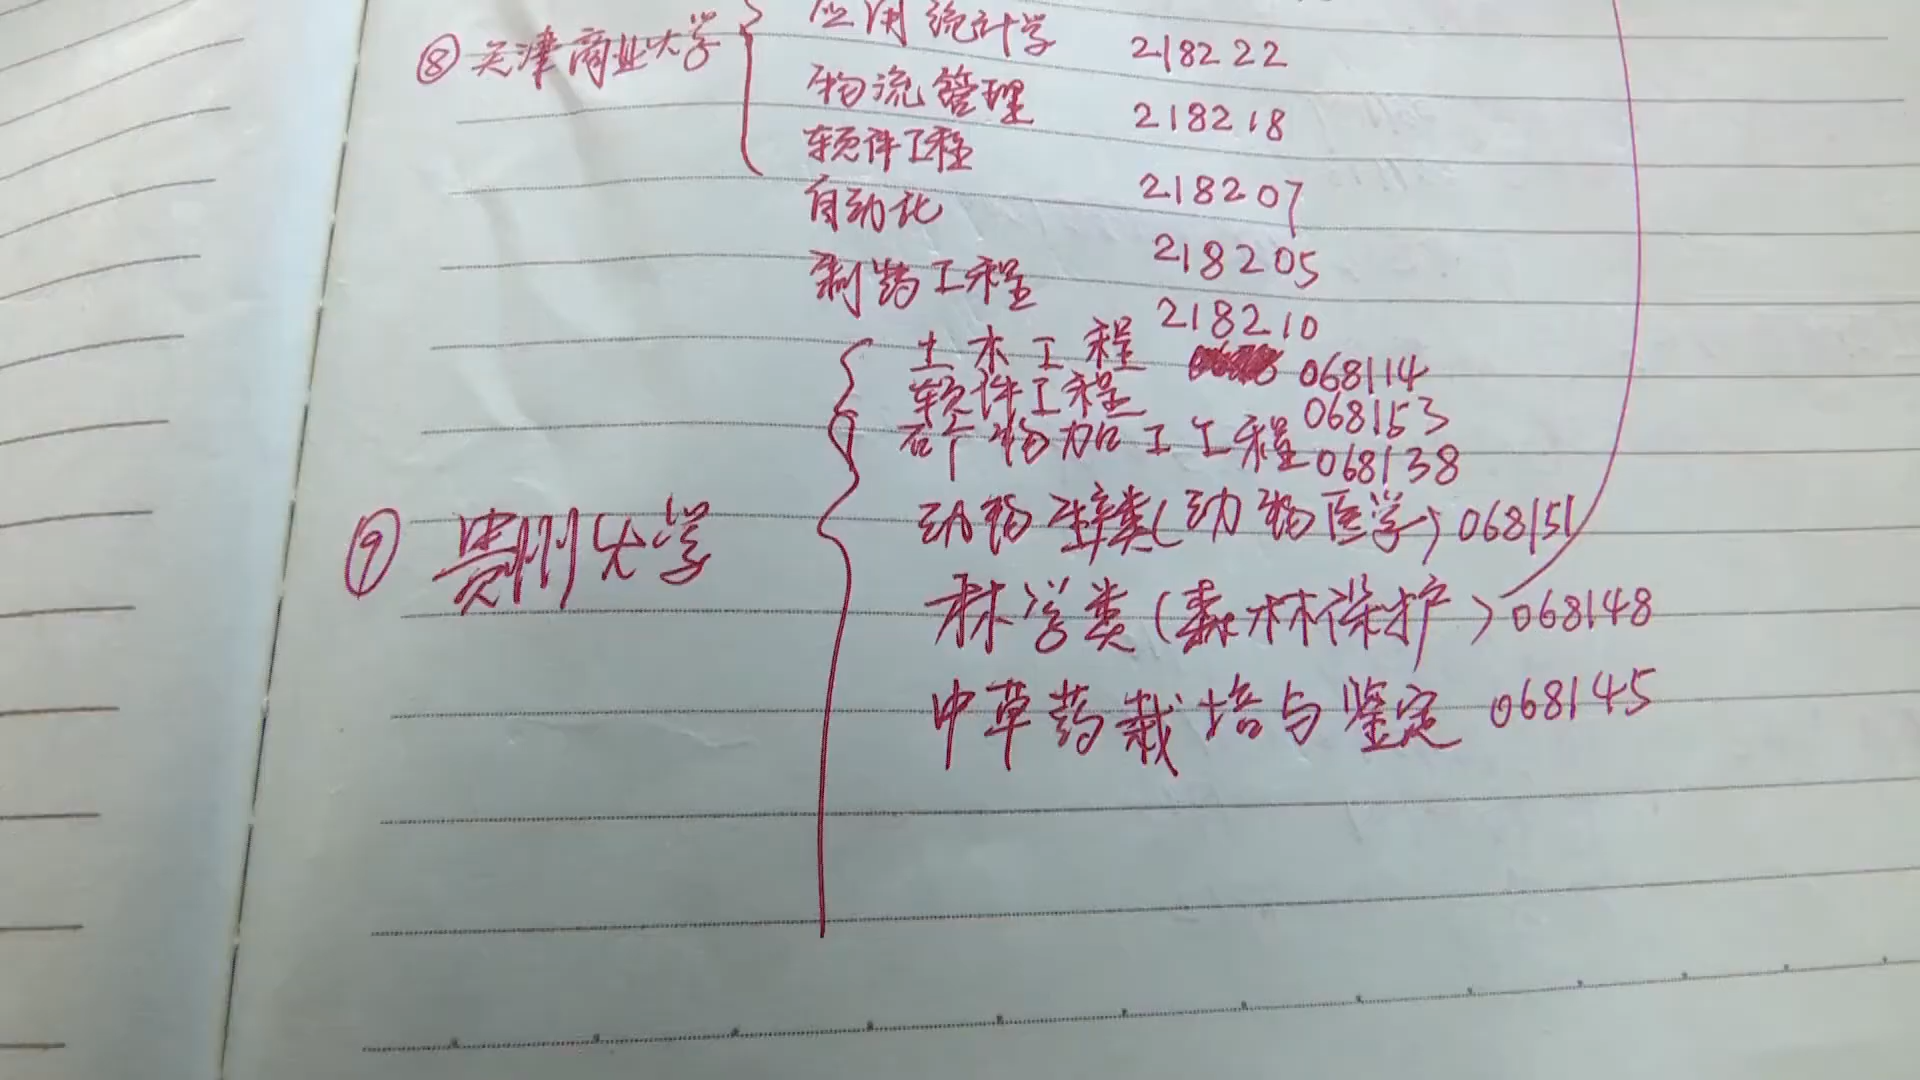 ⑧ 天津商业大学 应用统计学 218222
物流管理 218218
软件工程 218207
自动化 218205
制药工程 218210
⑨ 贵州大学
土木工程 068114
软件工程 068153
矿物加工工程 068138
动物 类(动物医学) 068151
林学类(森林保护) 068148
中草药栽培与鉴定 068145